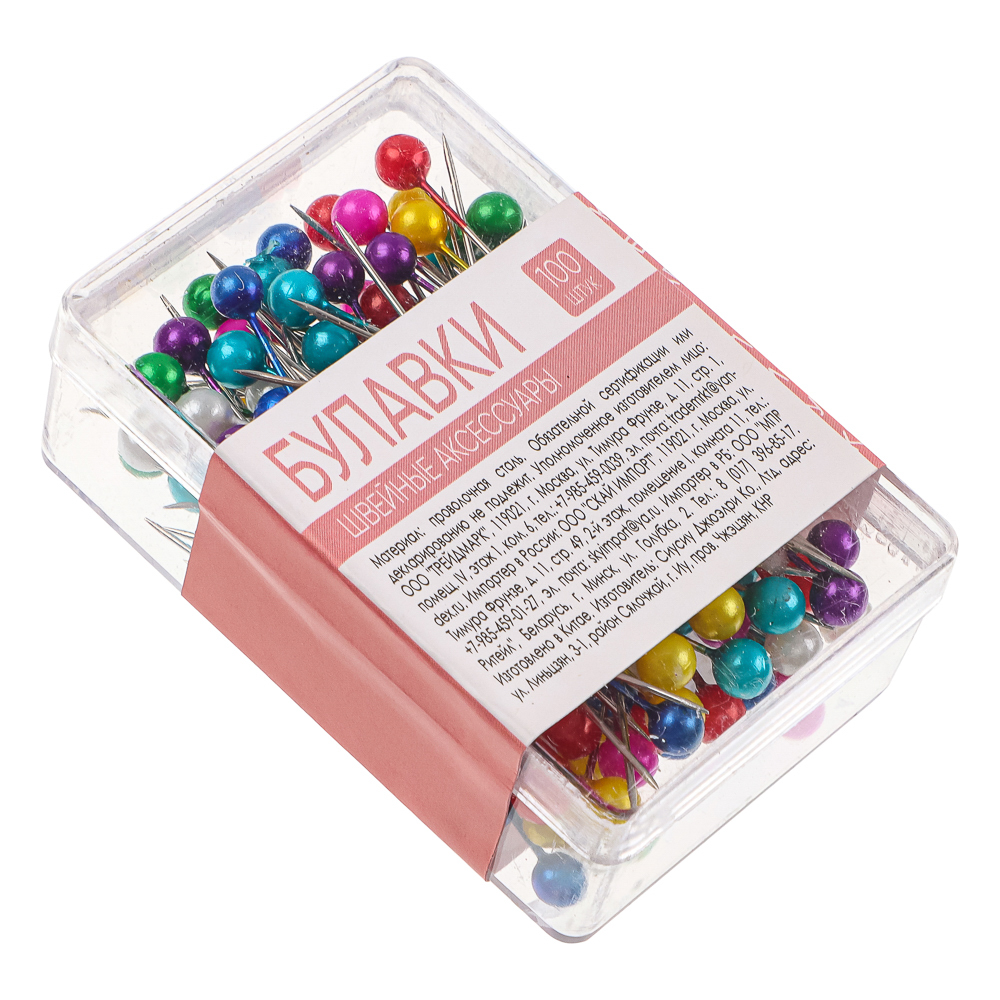 БУЛАВКИ
100
ШТУК
ШВЕЙНЫЕ АКСЕССУАРЫ
Материал: проволочная сталь. Обязательной сертификации или
декларированию не подлежит. Уполномоченное изготовителем лицо:
ООО "ТРЕЙДМАРК" 119021, г. Москва, ул. Тимура Фрунзе, д. 11, стр. 1,
помещ. IV, этаж 1, ком. 6, тел.: +7-985-459-0039, Эл. почта: trademkk@yan-
dex.ru. Импортер в России: ООО "СКАЙ ИМПОРТ" 119021, г. Москва, ул.
Тимура Фрунзе, д. 11, стр. 49, 2-й этаж, помещение I, комната 11, тел.:
+7-985-459-01-27, эл. почта: skyimport@ya.ru. Импортер в РБ: ООО "МПР
Ритейл" Беларусь, г. Минск, ул. Голубка, 2. Тел.: 8 (017) 396-85-17.
Изготовлено в Китае. Изготовитель: Сиусиу Джоэлри Ко., Лтд, адрес:
ул. Линьцзян, 3-1, район Салочжай, г. Иу, пров. Чжэцзян, КНР